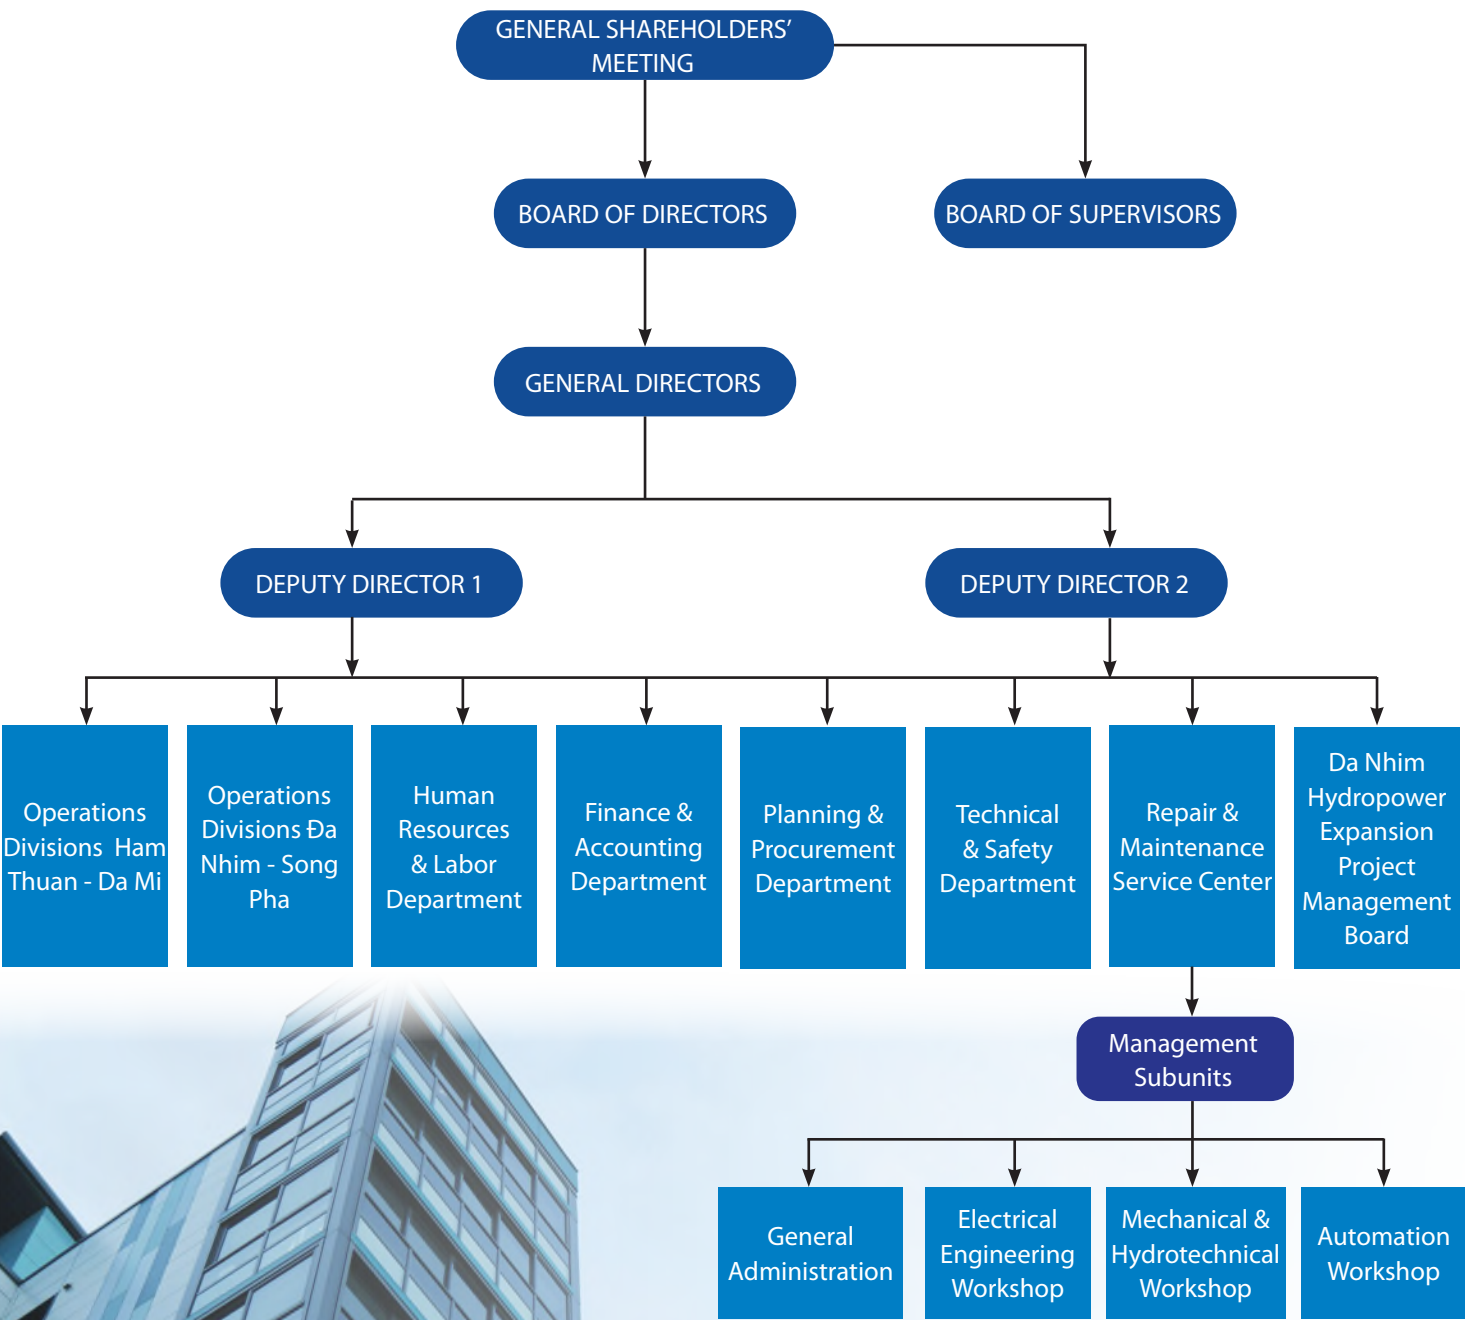 GENERAL SHAREHOLDERS’
MEETING
BOARD OF DIRECTORS
BOARD OF SUPERVISORS
GENERAL DIRECTORS
DEPUTY DIRECTOR 1
DEPUTY DIRECTOR 2
Operations
Divisions Ham
Thuan - Da Mi
Operations
Divisions Đa
Nhim - Song
Pha
Human
Resources
& Labor
Department
Finance &
Accounting
Department
Planning &
Procurement
Department
Technical
& Safety
Department
Repair &
Maintenance
Service Center
Da Nhim
Hydropower
Expansion
Project
Management
Board
Management
Subunits
General
Administration
Electrical
Engineering
Workshop
Mechanical &
Hydrotechnical
Workshop
Automation
Workshop